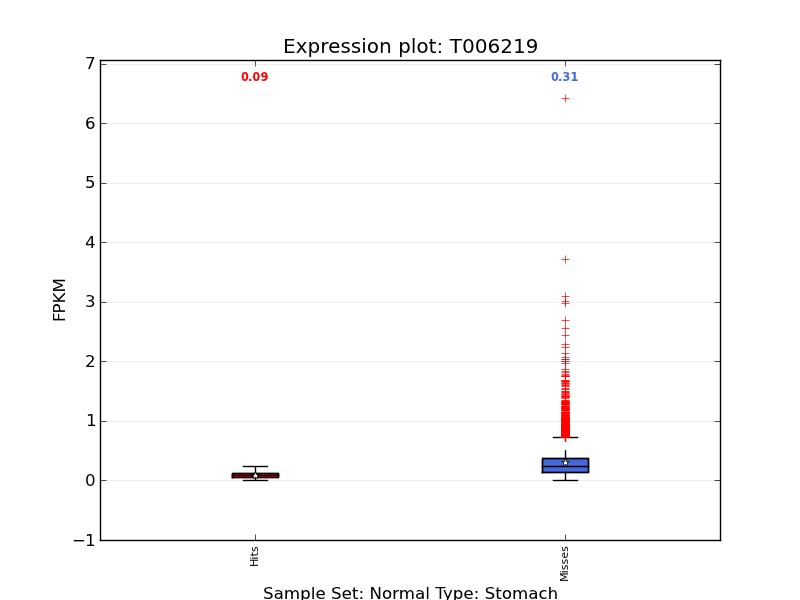 Expression plot: T006219
7
0.09
0.31
6
5
4
3
2
1
0
−1
FPKM
Hits
Misses
Sample Set: Normal Type: Stomach